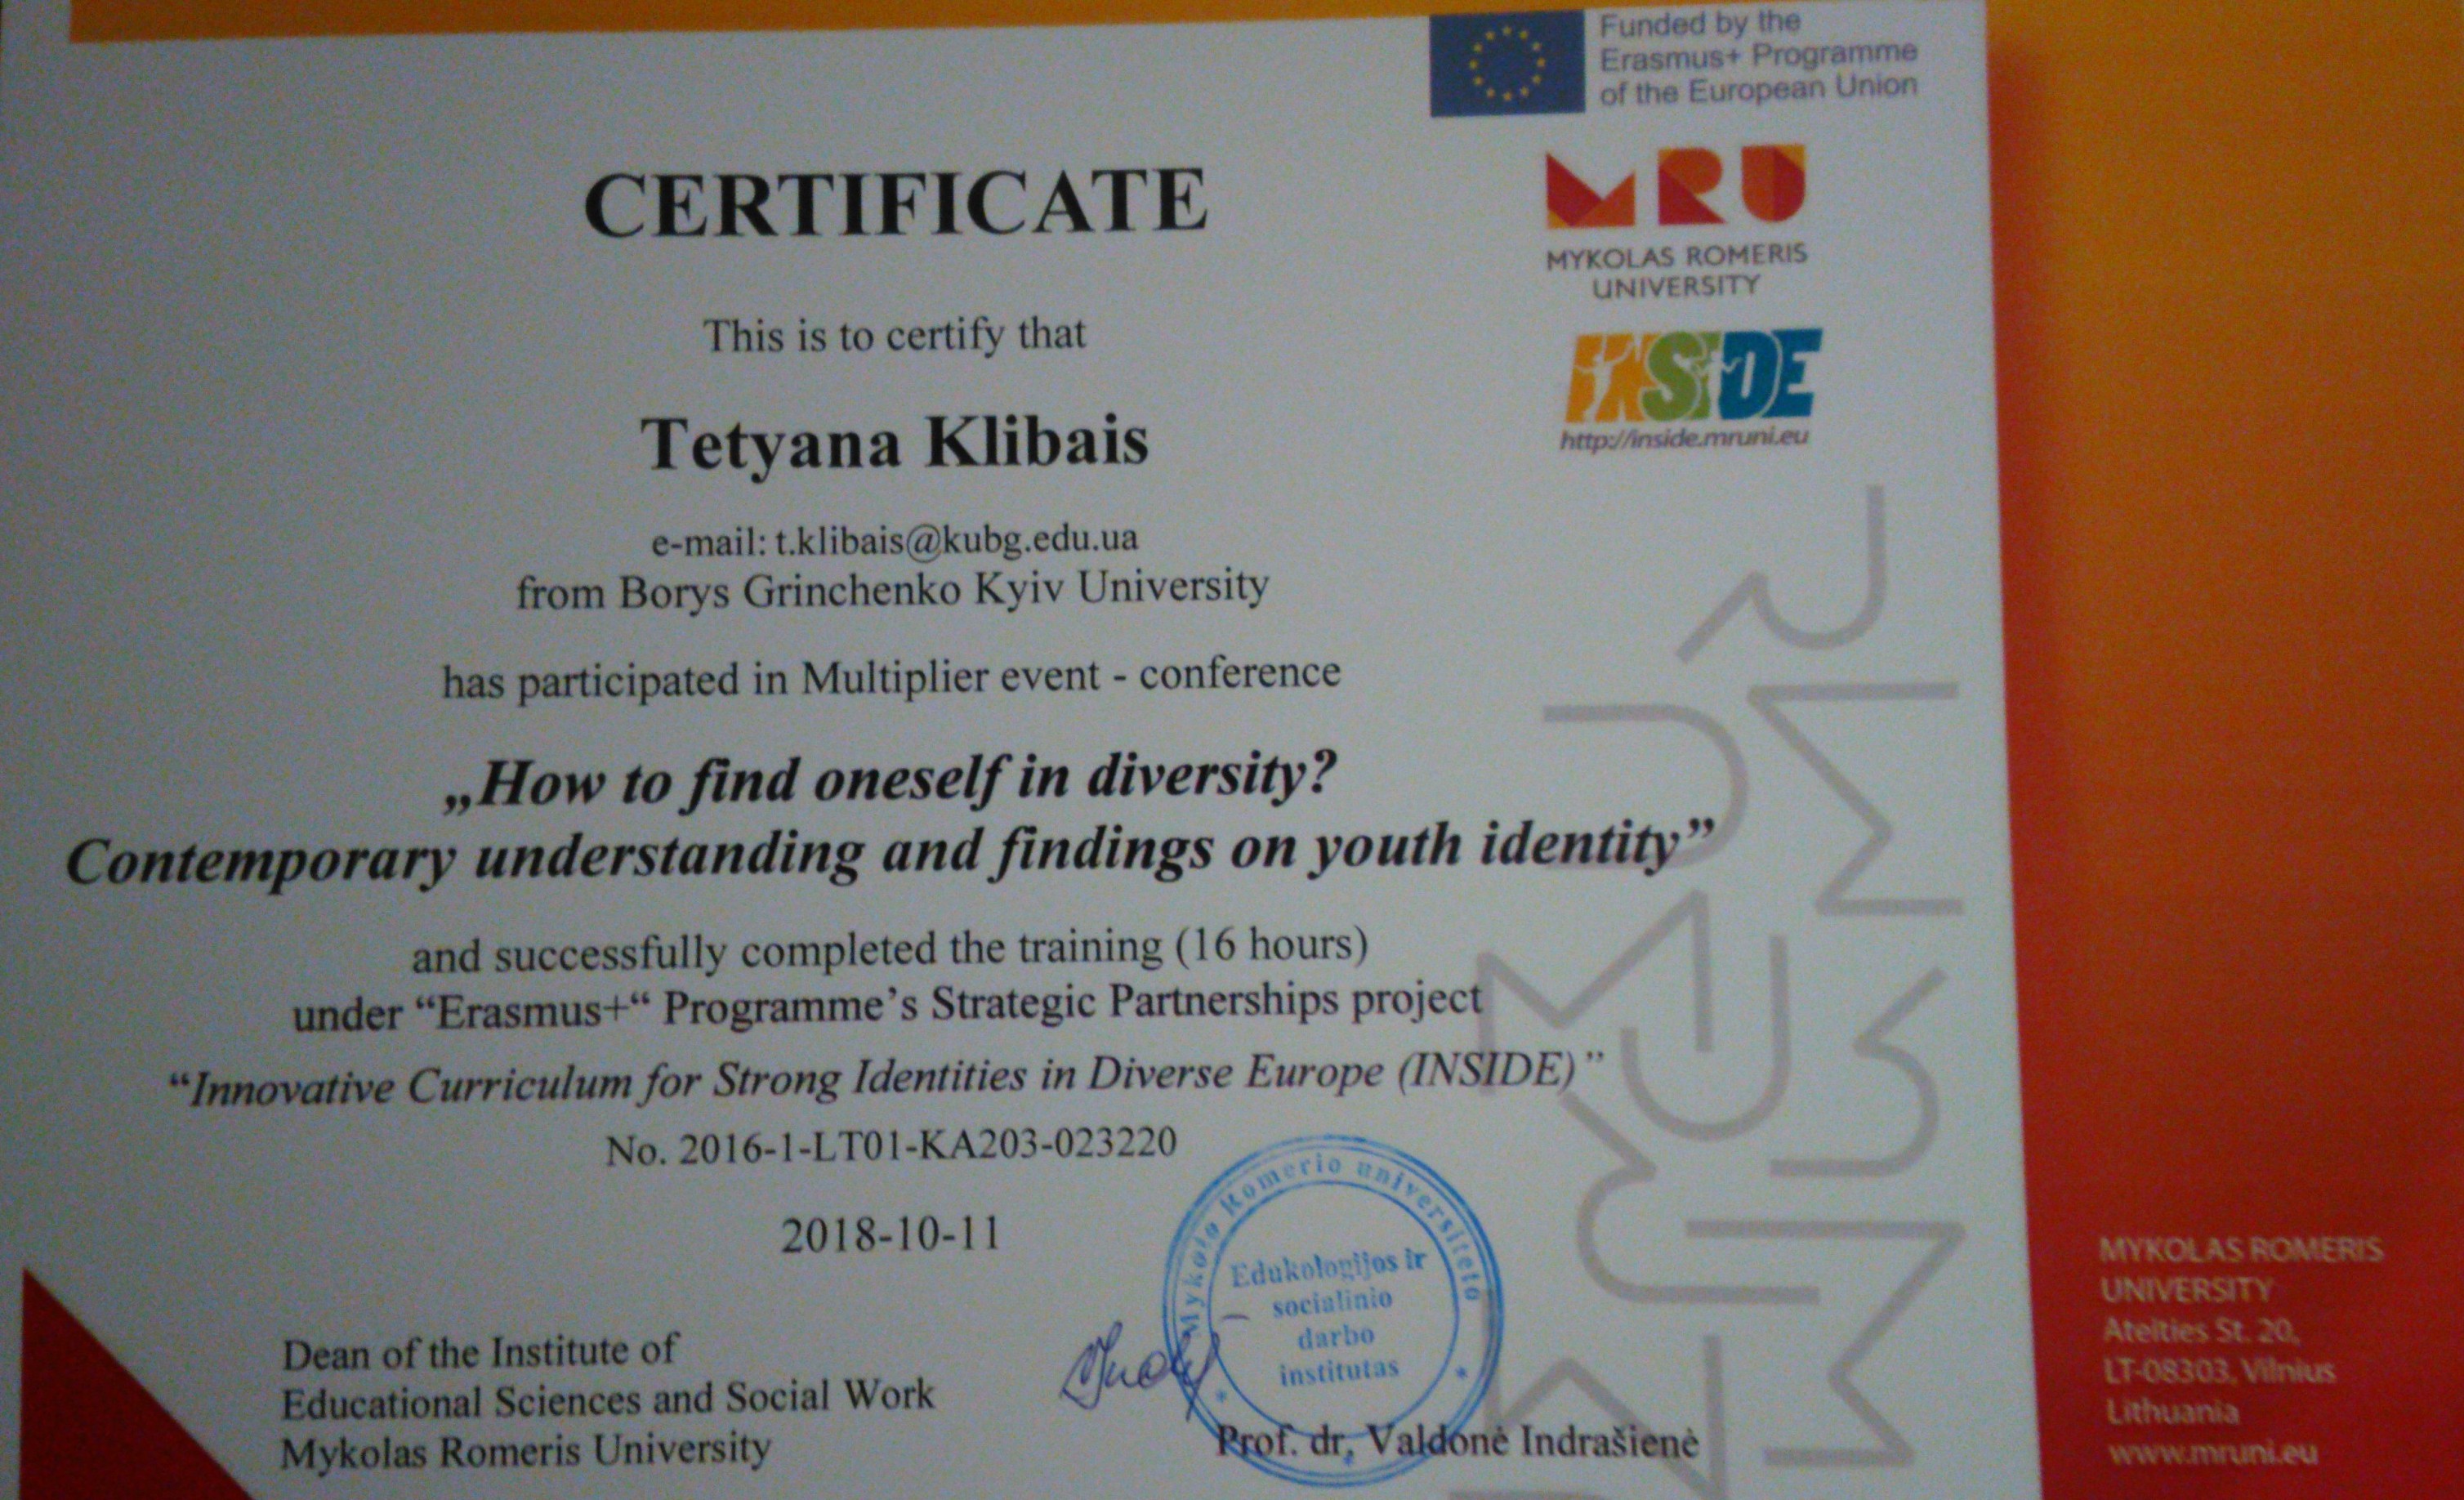 Funded by the
Erasmus+ Programme
of the European Union
MRU
MYKOLAS ROMERIS
UNIVERSITY
INSIDE
http://inside.mruni.eu
CERTIFICATE
This is to certify that
Tetyana Klibais
e-mail: t.klibais@kubg.edu.ua
from Borys Grinchenko Kyiv University
has participated in Multiplier event - conference
„How to find oneself in diversity?
Contemporary understanding and findings on youth identity”
and successfully completed the training (16 hours)
under “Erasmus+“ Programme’s Strategic Partnerships project
“Innovative Curriculum for Strong Identities in Diverse Europe (INSIDE)”
No. 2016-1-LT01-KA203-023220
2018-10-11
Mykolo Romerio universiteto
Edukologijos ir
socialinio
darbo
institutas
Dean of the Institute of
Educational Sciences and Social Work
Mykolas Romeris University
Prof. dr. Valdonė Indrašienė
MYKOLAS ROMERIS
UNIVERSITY
Ateities St. 20,
LT-08303, Vilnius
Lithuania
www.mruni.eu